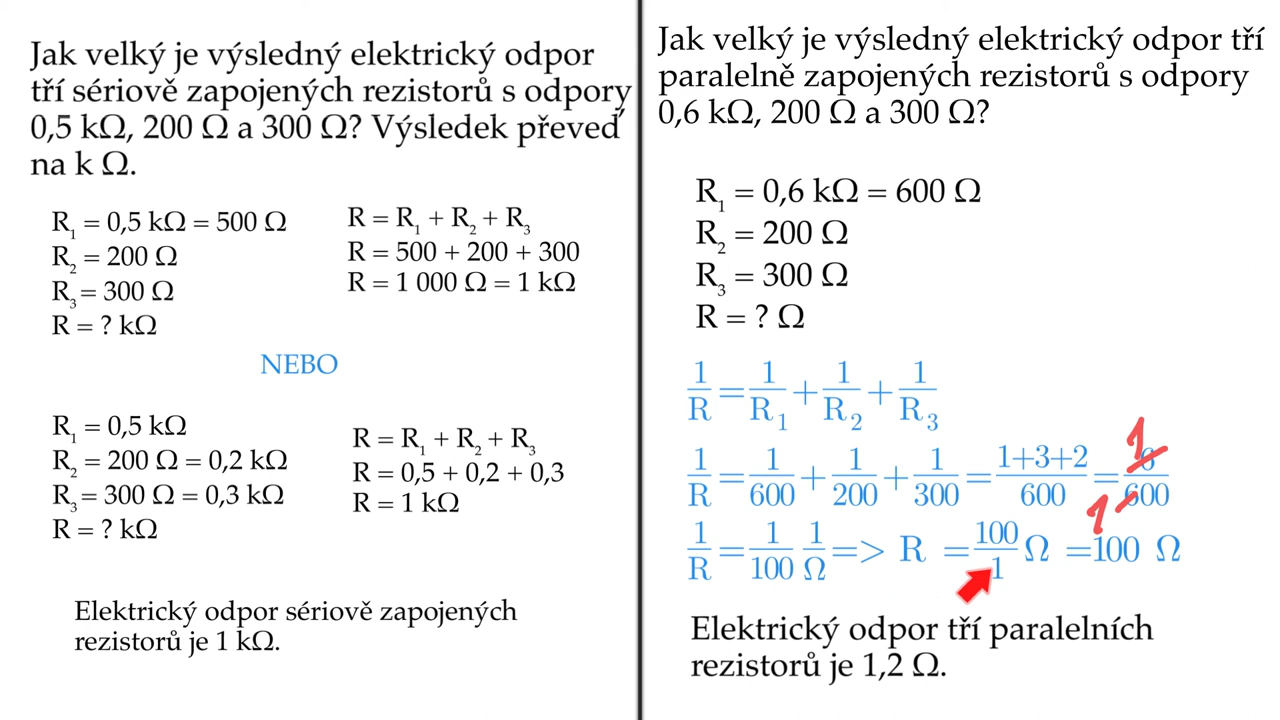 Jak velký je výsledný elektrický odpor
tří sériově zapojených rezistorů s odpory
0,5 kΩ, 200 Ω a 300 Ω? Výsledek převeď
na k Ω.
R₁ = 0,5 kΩ = 500 Ω
R₂ = 200 Ω
R₃ = 300 Ω
R = ? kΩ
R = R₁ + R₂ + R₃
R = 500 + 200 + 300
R = 1 000 Ω = 1 kΩ
NEBO
R₁ = 0,5 kΩ
R₂ = 200 Ω = 0,2 kΩ
R₃ = 300 Ω = 0,3 kΩ
R = ? kΩ
R = R₁ + R₂ + R₃
R = 0,5 + 0,2 + 0,3
R = 1 kΩ
Elektrický odpor sériově zapojených
rezistorů je 1 kΩ.
Jak velký je výsledný elektrický odpor tří
paralelně zapojených rezistorů s odpory
0,6 kΩ, 200 Ω a 300 Ω?
R₁ = 0,6 kΩ = 600 Ω
R₂ = 200 Ω
R₃ = 300 Ω
R = ? Ω
1/R = 1/R₁ + 1/R₂ + 1/R₃
1/R = 1/600 + 1/200 + 1/300 = 1+3+2/600 = 6/600
1
1
1/R = 1/100 1/Ω => R = 100/1 Ω = 100 Ω
Elektrický odpor tří paralelních
rezistorů je 1,2 Ω.